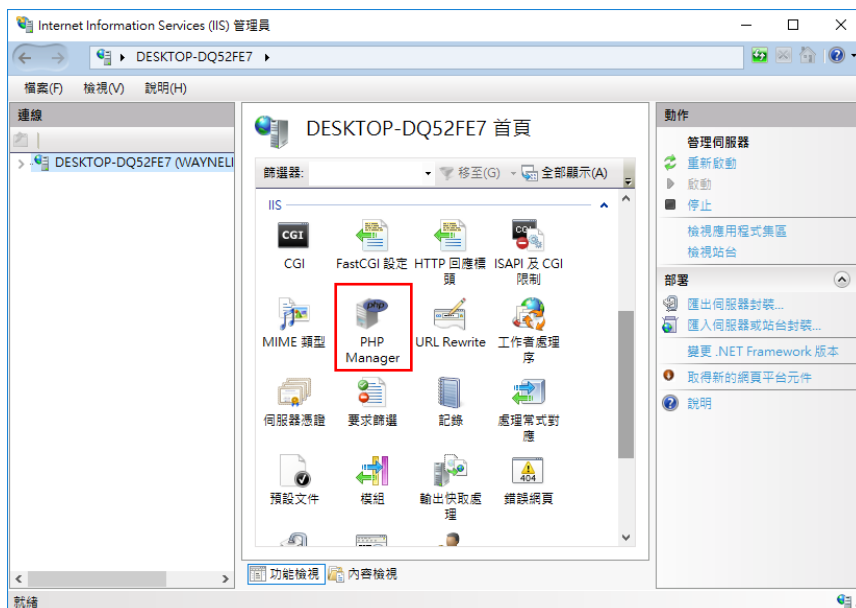 Internet Information Services (IIS) 管理員
DESKTOP-DQ52FE7
檔案(F) 檢視(V) 說明(H)
連線
DESKTOP-DQ52FE7 (WAYNELI
DESKTOP-DQ52FE7 首頁
篩選器: 移至(G) 全部顯示(A)
IIS
CGI
CGI
FastCGI 設定
HTTP 回應標
頭
ISAPI 及 CGI
限制
MIME 類型
php
PHP
Manager
URL Rewrite
工作者處理
序
伺服器憑證
要求篩選
記錄
處理常式對
應
預設文件
模組
輸出快取處
理
404
錯誤網頁
功能檢視 內容檢視
動作
管理伺服器
重新啟動
啟動
停止
檢視應用程式集區
檢視站台
部署
匯出伺服器封裝...
匯入伺服器或站台封裝...
變更 .NET Framework 版本
取得新的網頁平台元件
說明
就緒